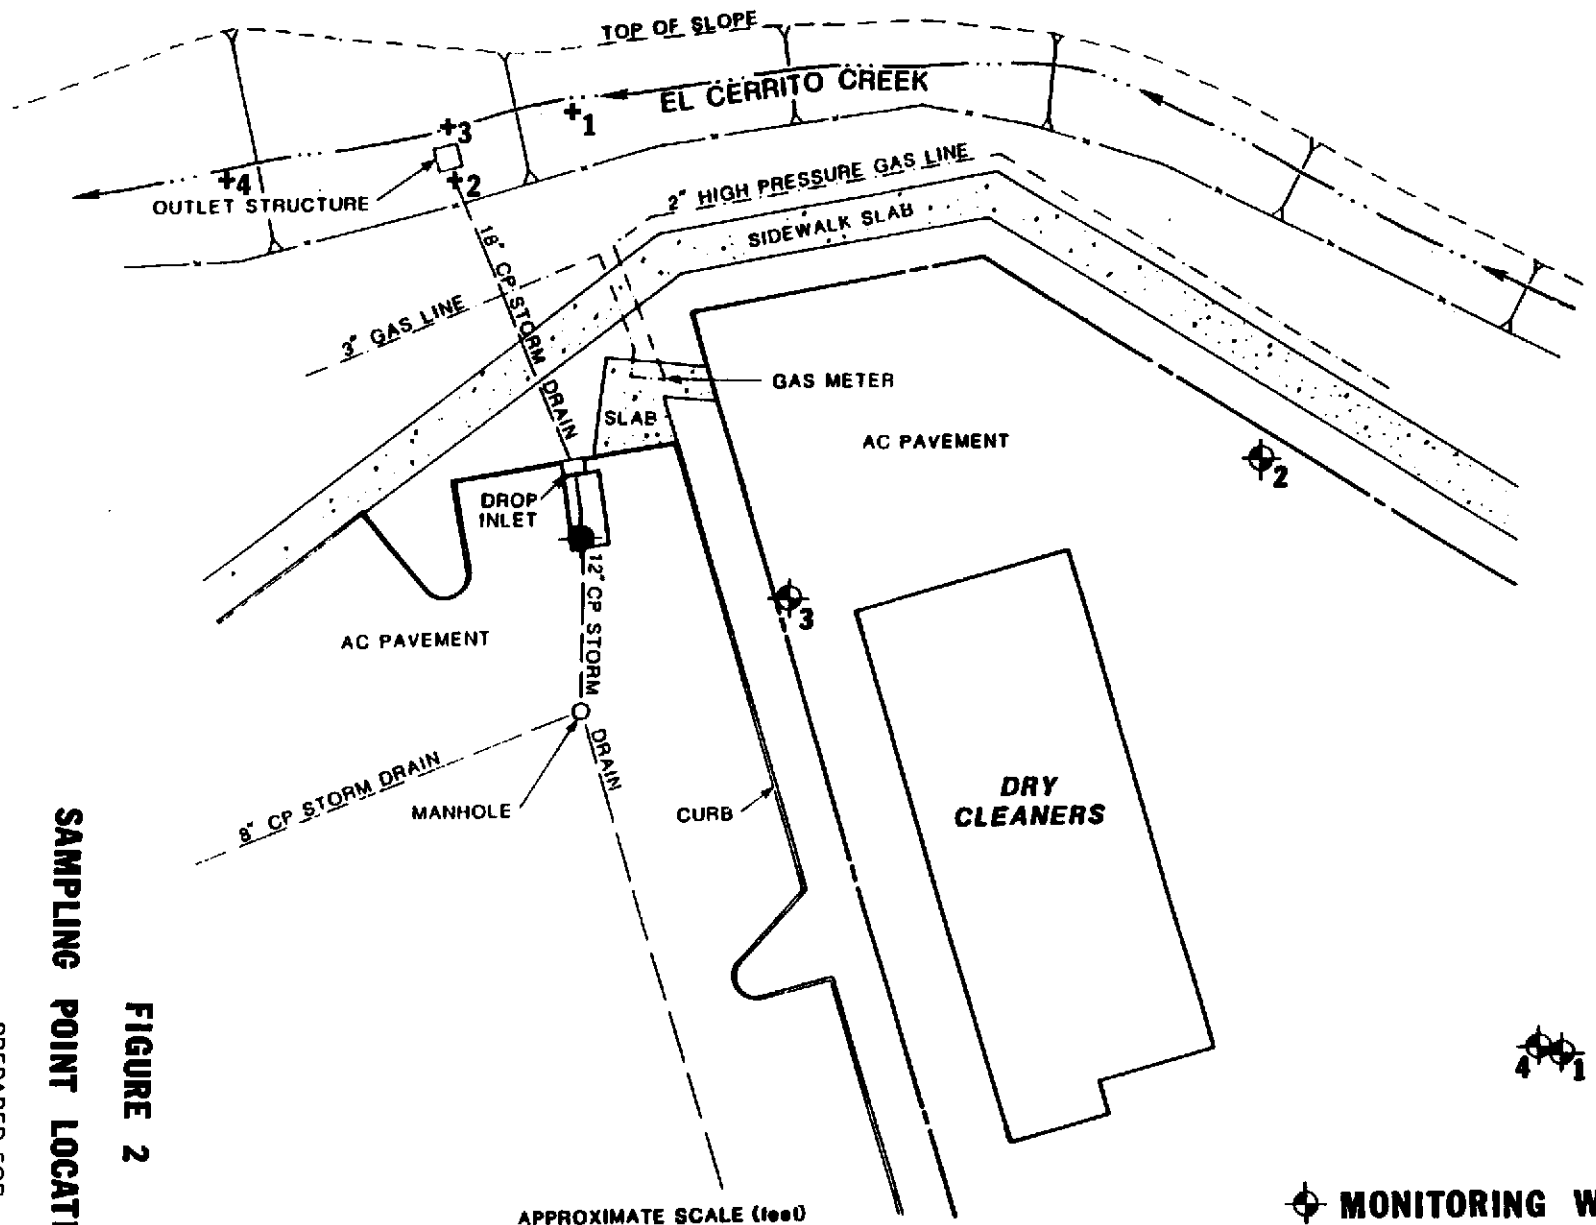 TOP OF SLOPE
EL CERRITO CREEK
+1
+3
+4
+2
OUTLET STRUCTURE
2" HIGH PRESSURE GAS LINE
SIDEWALK SLAB
18" CP STORM DRAIN
3" GAS LINE
GAS METER
SLAB
AC PAVEMENT
2
DROP
INLET
12" CP STORM DRAIN
3
AC PAVEMENT
8" CP STORM DRAIN
MANHOLE
CURB
DRY
CLEANERS
4
1
FIGURE 2
SAMPLING POINT LOCATI
APPROXIMATE SCALE (feet)
MONITORING W